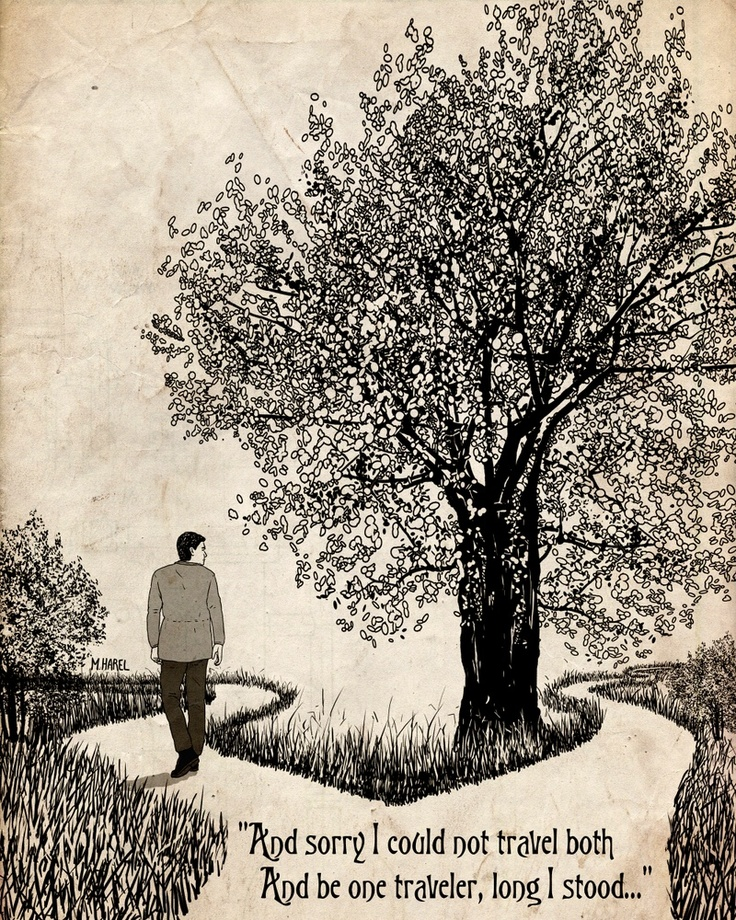 M.HAREL
"And sorry I could not travel both
And be one traveler, long I stood..."